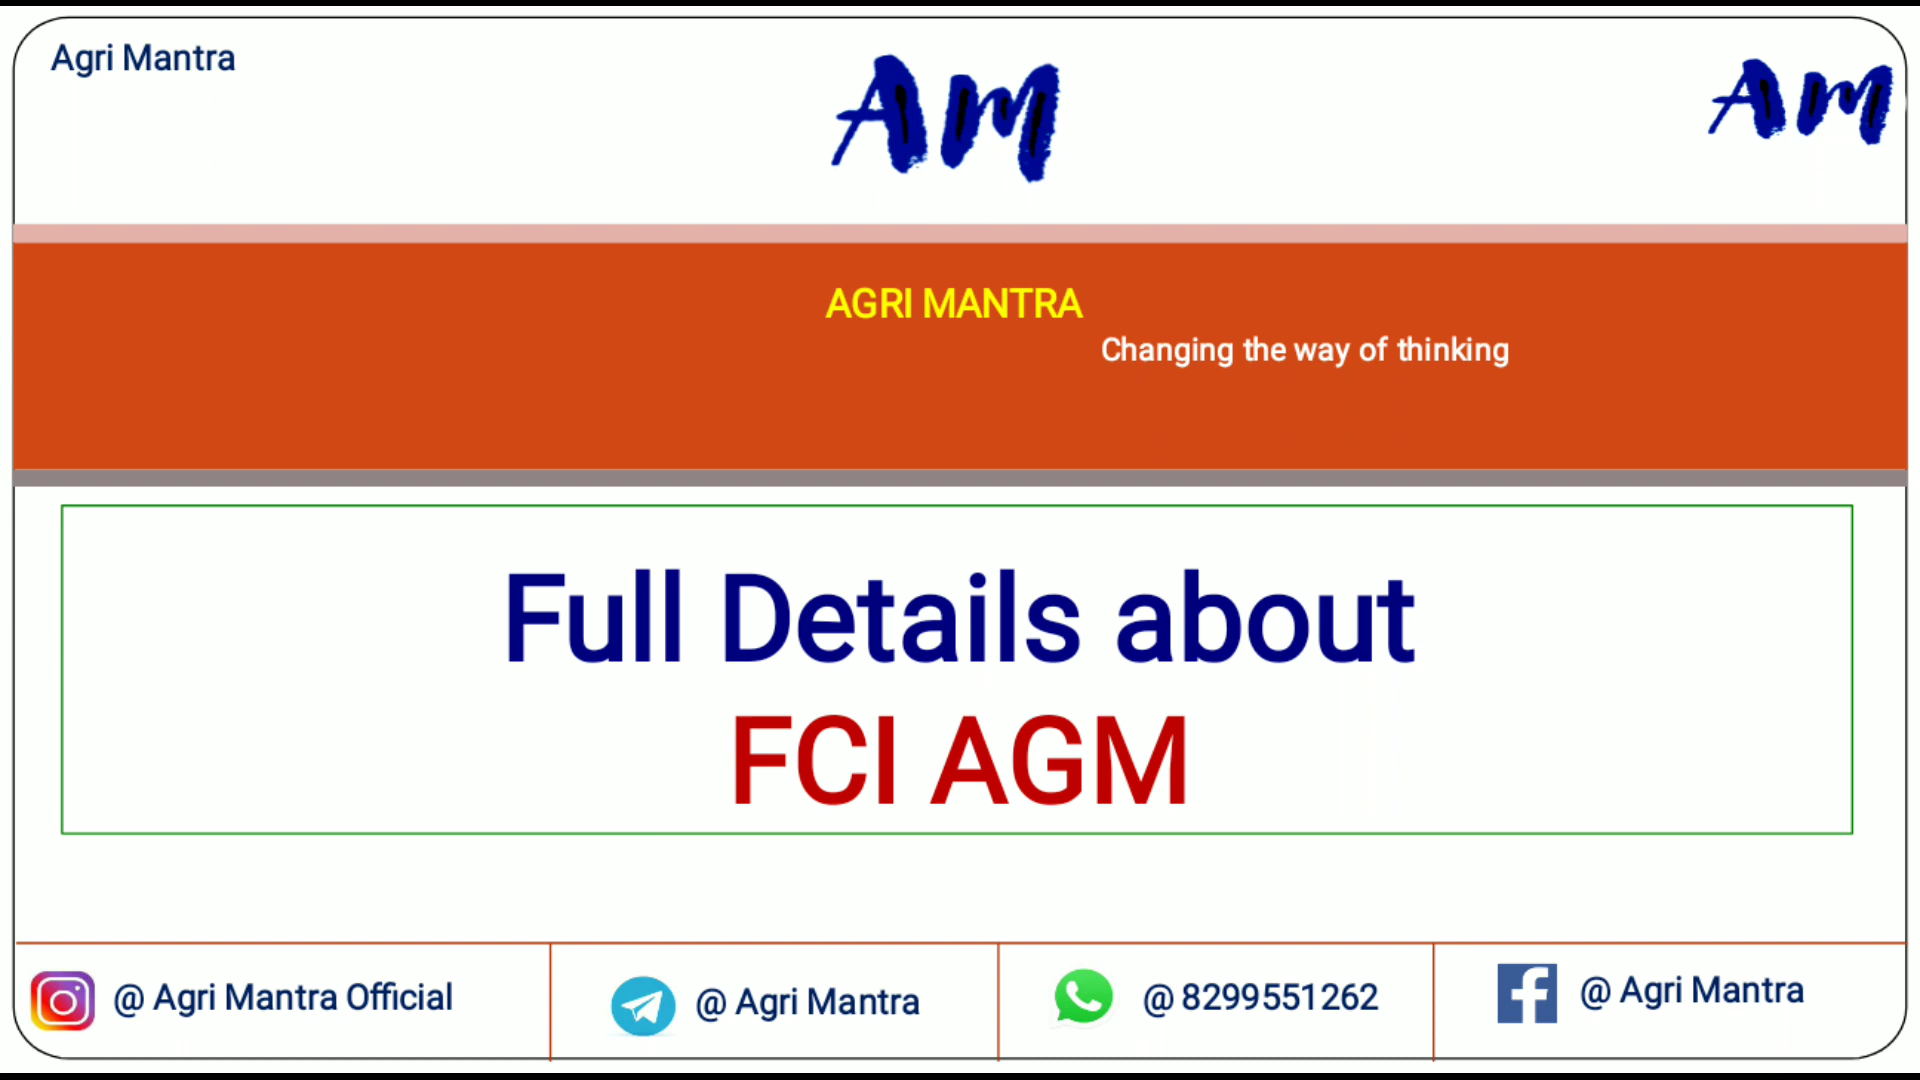 Agri Mantra
AM
AM
AGRI MANTRA
Changing the way of thinking
Full Details about
FCI AGM
@ Agri Mantra Official
@ Agri Mantra
@ 8299551262
@ Agri Mantra